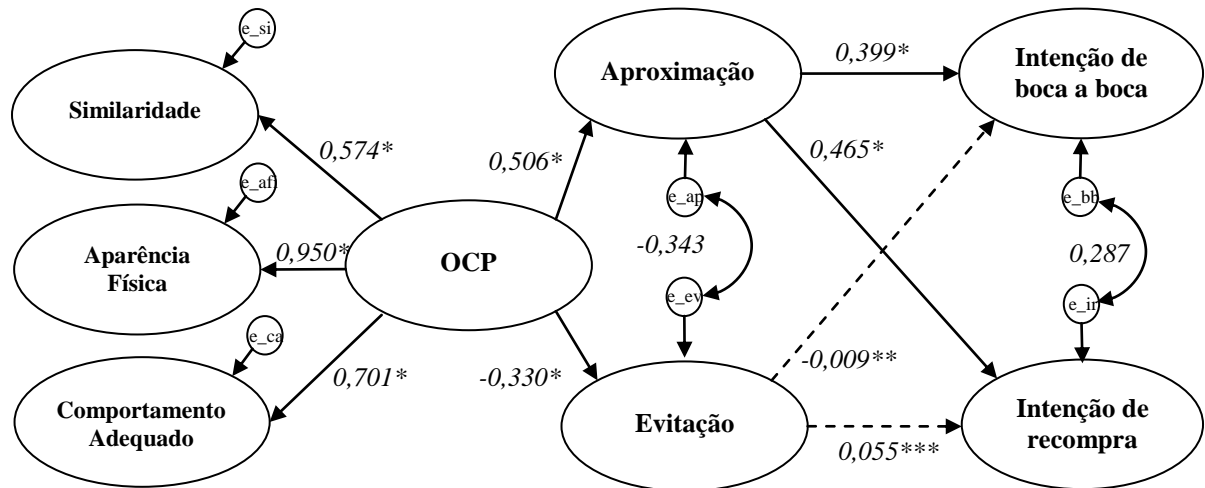 e_si
Similaridade
Aproximação
0,399*
Intenção de
boca a boca
0,574*
0,506*
0,465*
e_afi
e_ap
e_bb
Aparência
Física
0,950*
OCP
-0,343
0,287
e_ev
e_ir
e_ca
Comportamento
Adequado
0,701*
-0,330*
-0,009**
Evitação
0,055***
Intenção de
recompra